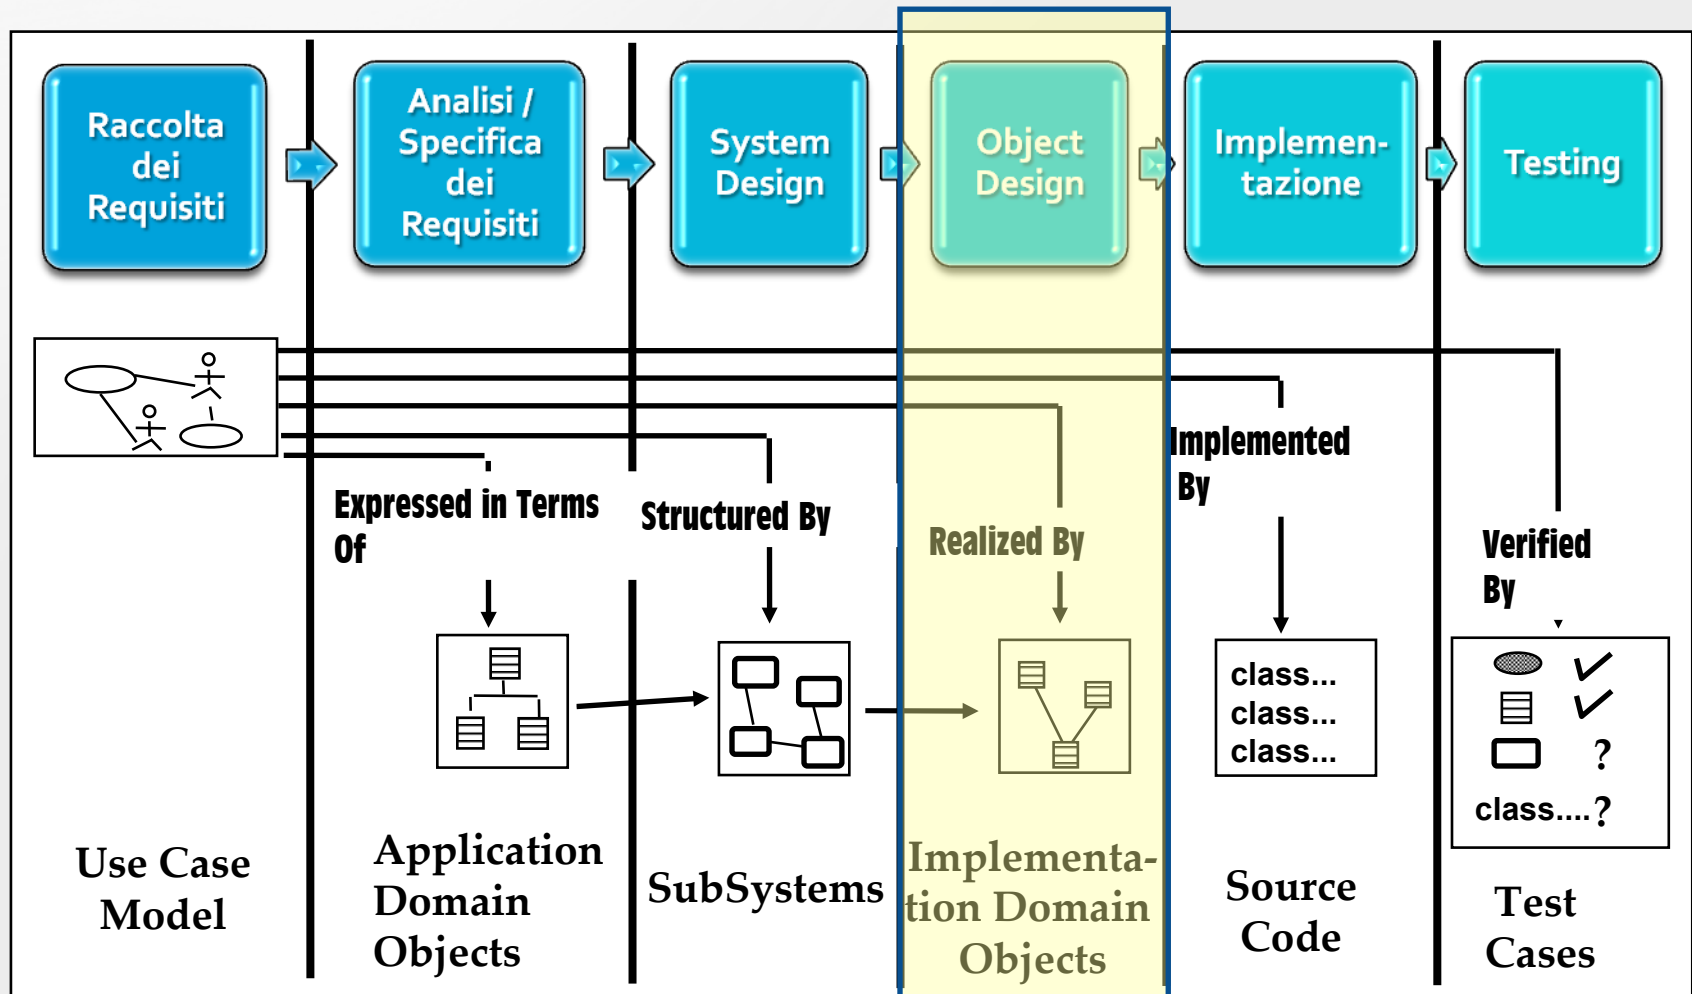 Raccolta
dei
Requisiti
Analisi /
Specifica
dei
Requisiti
System
Design
Object
Design
Implemen-
tazione
Testing
Expressed in Terms
Of
Structured By
Realized By
Implemented
By
Verified
By
class...
class...
class...
?
class....?
Use Case
Model
Application
Domain
Objects
SubSystems
Implementa-
tion Domain
Objects
Source
Code
Test
Cases